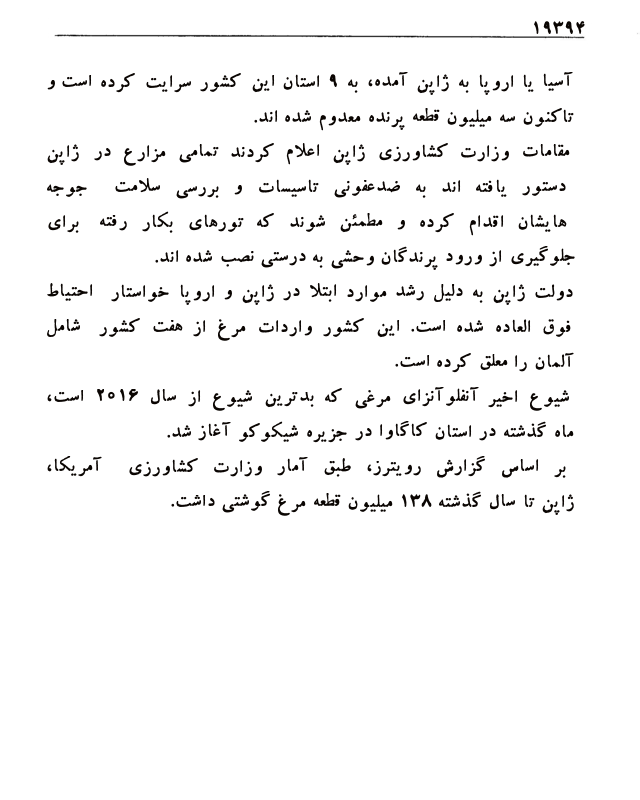 ۱۹۳۹۴
آسیا یا اروپا به ژاپن آمده، به ۹ استان این کشور سرایت کرده است و
تاکنون سه میلیون قطعه پرنده معدوم شده اند.
مقامات وزارت کشاورزی ژاپن اعلام کردند تمامی مزارع در ژاپن
دستور یافته اند به ضدعفونی تاسیسات و بررسی سلامت جوجه
هایشان اقدام کرده و مطمئن شوند که تورهای بکار رفته برای
جلوگیری از ورود پرندگان وحشی به درستی نصب شده اند.
دولت ژاپن به دلیل رشد موارد ابتلا در ژاپن و اروپا خواستار احتیاط
فوق العاده شده است. این کشور واردات مرغ از هفت کشور شامل
آلمان را معلق کرده است.
شیوع اخیر آنفلوآنزای مرغی که بدترین شیوع از سال ۲۰۱۶ است،
ماه گذشته در استان کاگاوا در جزیره شیکوکو آغاز شد.
بر اساس گزارش رویترز، طبق آمار وزارت کشاورزی آمریکا،
ژاپن تا سال گذشته ۱۳۸ میلیون قطعه مرغ گوشتی داشت.